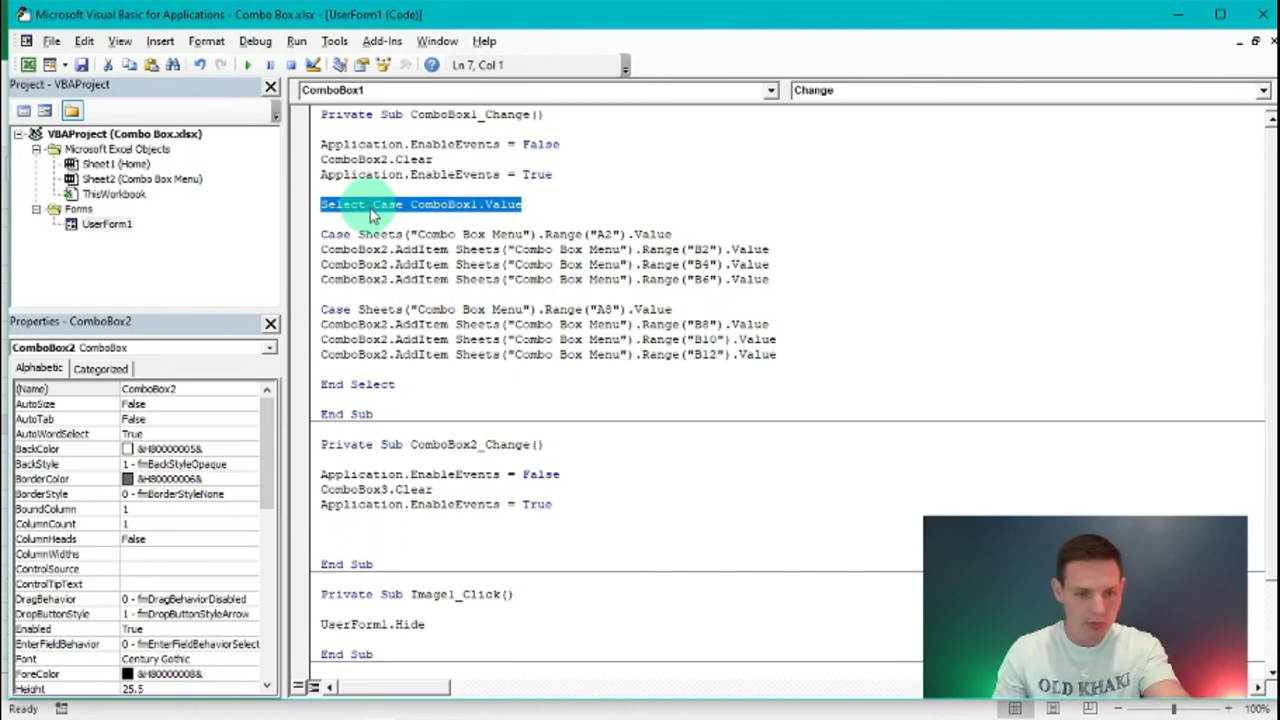 Microsoft Visual Basic for Applications - Combo Box.xlsx - [UserForm1 (Code)]
File Edit View Insert Format Debug Run Tools Add-Ins Window Help
Ln 7, Col 1
Project - VBAProject
VBAProject (Combo Box.xlsx)
Microsoft Excel Objects
Sheet1 (Home)
Sheet2 (Combo Box Menu)
ThisWorkbook
Forms
UserForm1
Properties - ComboBox2
ComboBox2 ComboBox
Alphabetic Categorized
(Name) ComboBox2
AutoSize False
AutoTab False
AutoWordSelect True
BackColor &H80000005&
BackStyle 1 - fmBackStyleOpaque
BorderColor &H80000006&
BorderStyle 0 - fmBorderStyleNone
BoundColumn 1
ColumnCount 1
ColumnHeads False
ColumnWidths
ControlSource
ControlTipText
DragBehavior 0 - fmDragBehaviorDisabled
DropButtonStyle 1 - fmDropButtonStyleArrow
Enabled True
EnterFieldBehavior 0 - fmEnterFieldBehaviorSelect
Font Century Gothic
ForeColor &H80000008&
Height 25.5
ComboBox1 Change
Private Sub ComboBox1_Change()
Application.EnableEvents = False
ComboBox2.Clear
Application.EnableEvents = True
Select Case ComboBox1.Value
Case Sheets("Combo Box Menu").Range("A2").Value
ComboBox2.AddItem Sheets("Combo Box Menu").Range("B2").Value
ComboBox2.AddItem Sheets("Combo Box Menu").Range("B4").Value
ComboBox2.AddItem Sheets("Combo Box Menu").Range("B6").Value
Case Sheets("Combo Box Menu").Range("A8").Value
ComboBox2.AddItem Sheets("Combo Box Menu").Range("B8").Value
ComboBox2.AddItem Sheets("Combo Box Menu").Range("B10").Value
ComboBox2.AddItem Sheets("Combo Box Menu").Range("B12").Value
End Select
End Sub
Private Sub ComboBox2_Change()
Application.EnableEvents = False
ComboBox3.Clear
Application.EnableEvents = True
End Sub
Private Sub Image1_Click()
UserForm1.Hide
End Sub
OLD KHAKI
Ready
100%